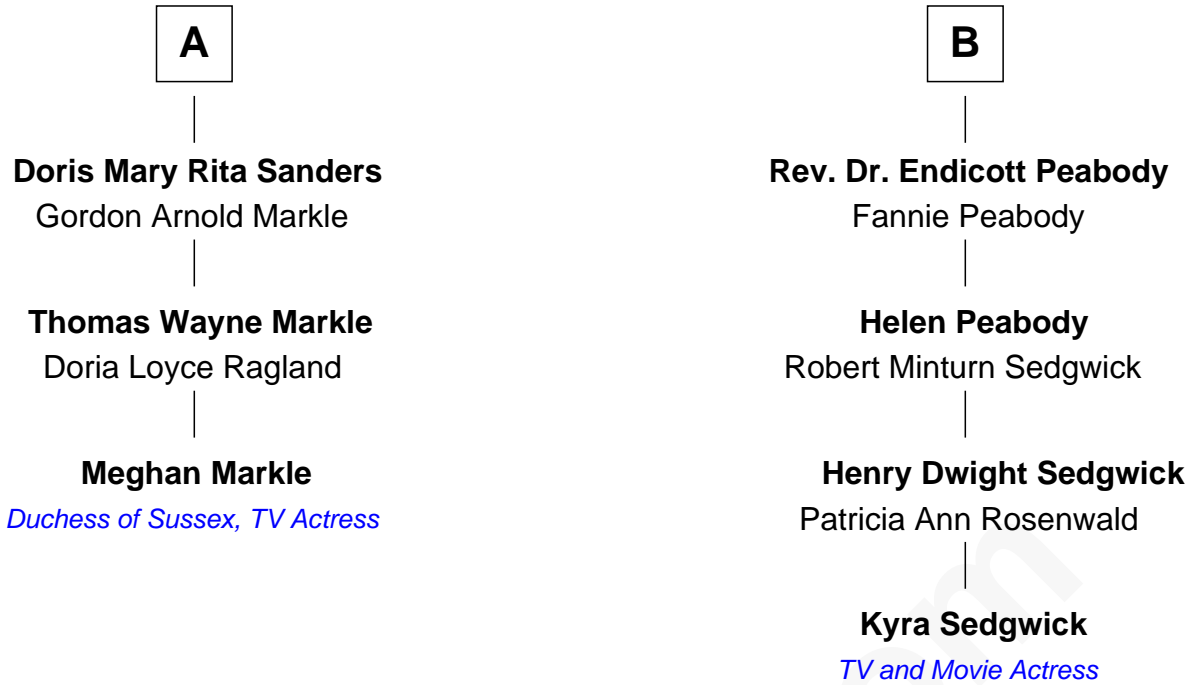 A
Doris Mary Rita Sanders
Gordon Arnold Markle
Thomas Wayne Markle
Doria Loyce Ragland
Meghan Markle
Duchess of Sussex, TV Actress
B
Rev. Dr. Endicott Peabody
Fannie Peabody
Helen Peabody
Robert Minturn Sedgwick
Henry Dwight Sedgwick
Patricia Ann Rosenwald
Kyra Sedgwick
TV and Movie Actress
om